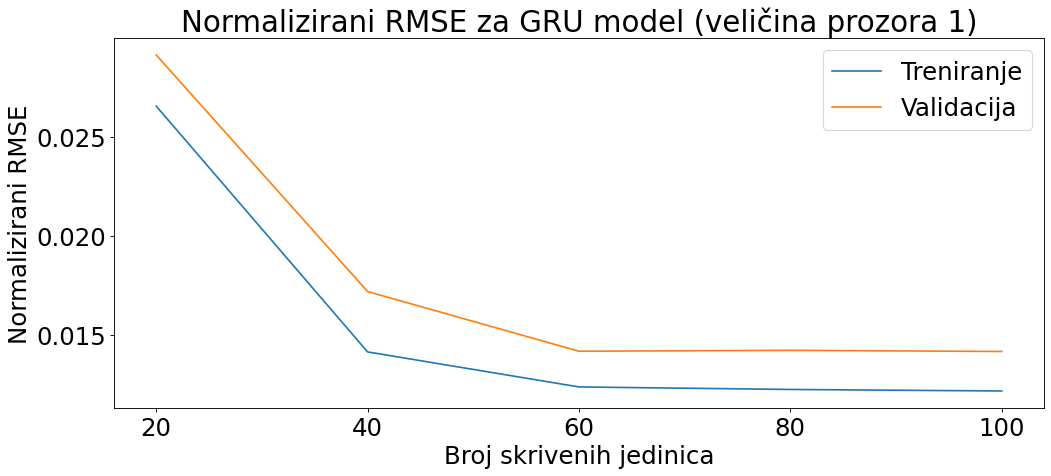 Normalizirani RMSE za GRU model (veličina prozora 1)
Treniranje
Validacija
Normalizirani RMSE
0.025
0.020
0.015
20 40 60 80 100
Broj skrivenih jedinica